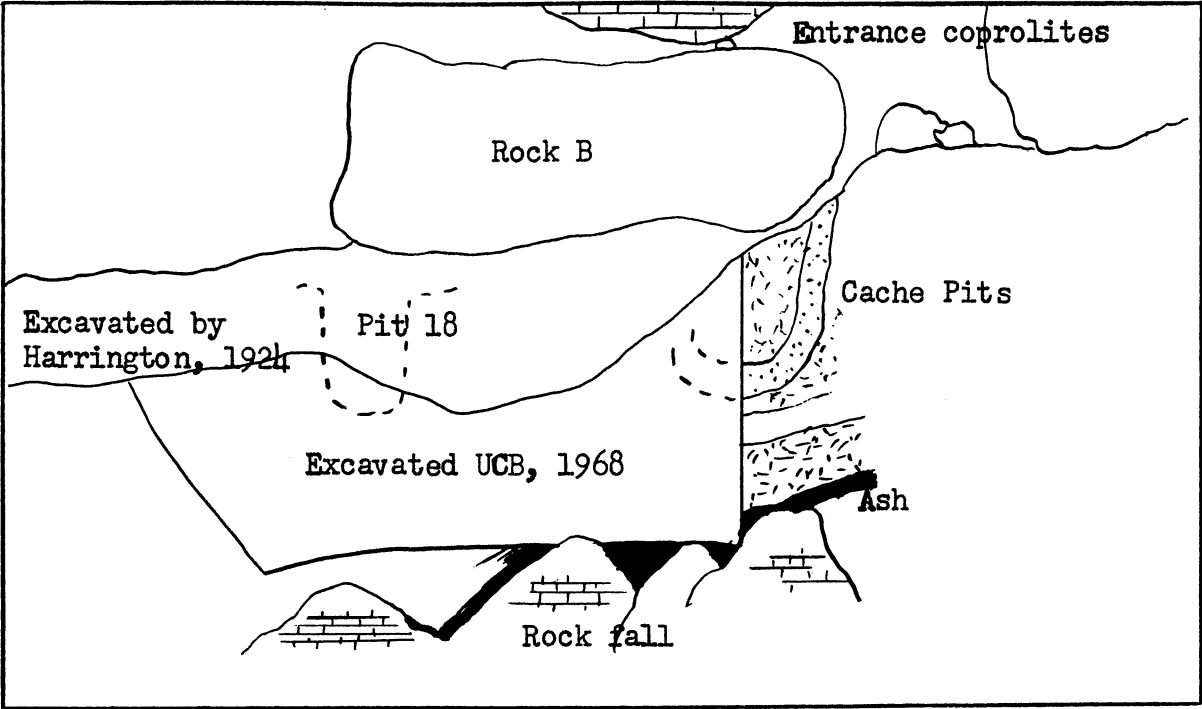 Entrance coprolites
Rock B
Cache Pits
Excavated by
Harrington, 1924
Pit 18
Excavated UCB, 1968
Ash
Rock fall